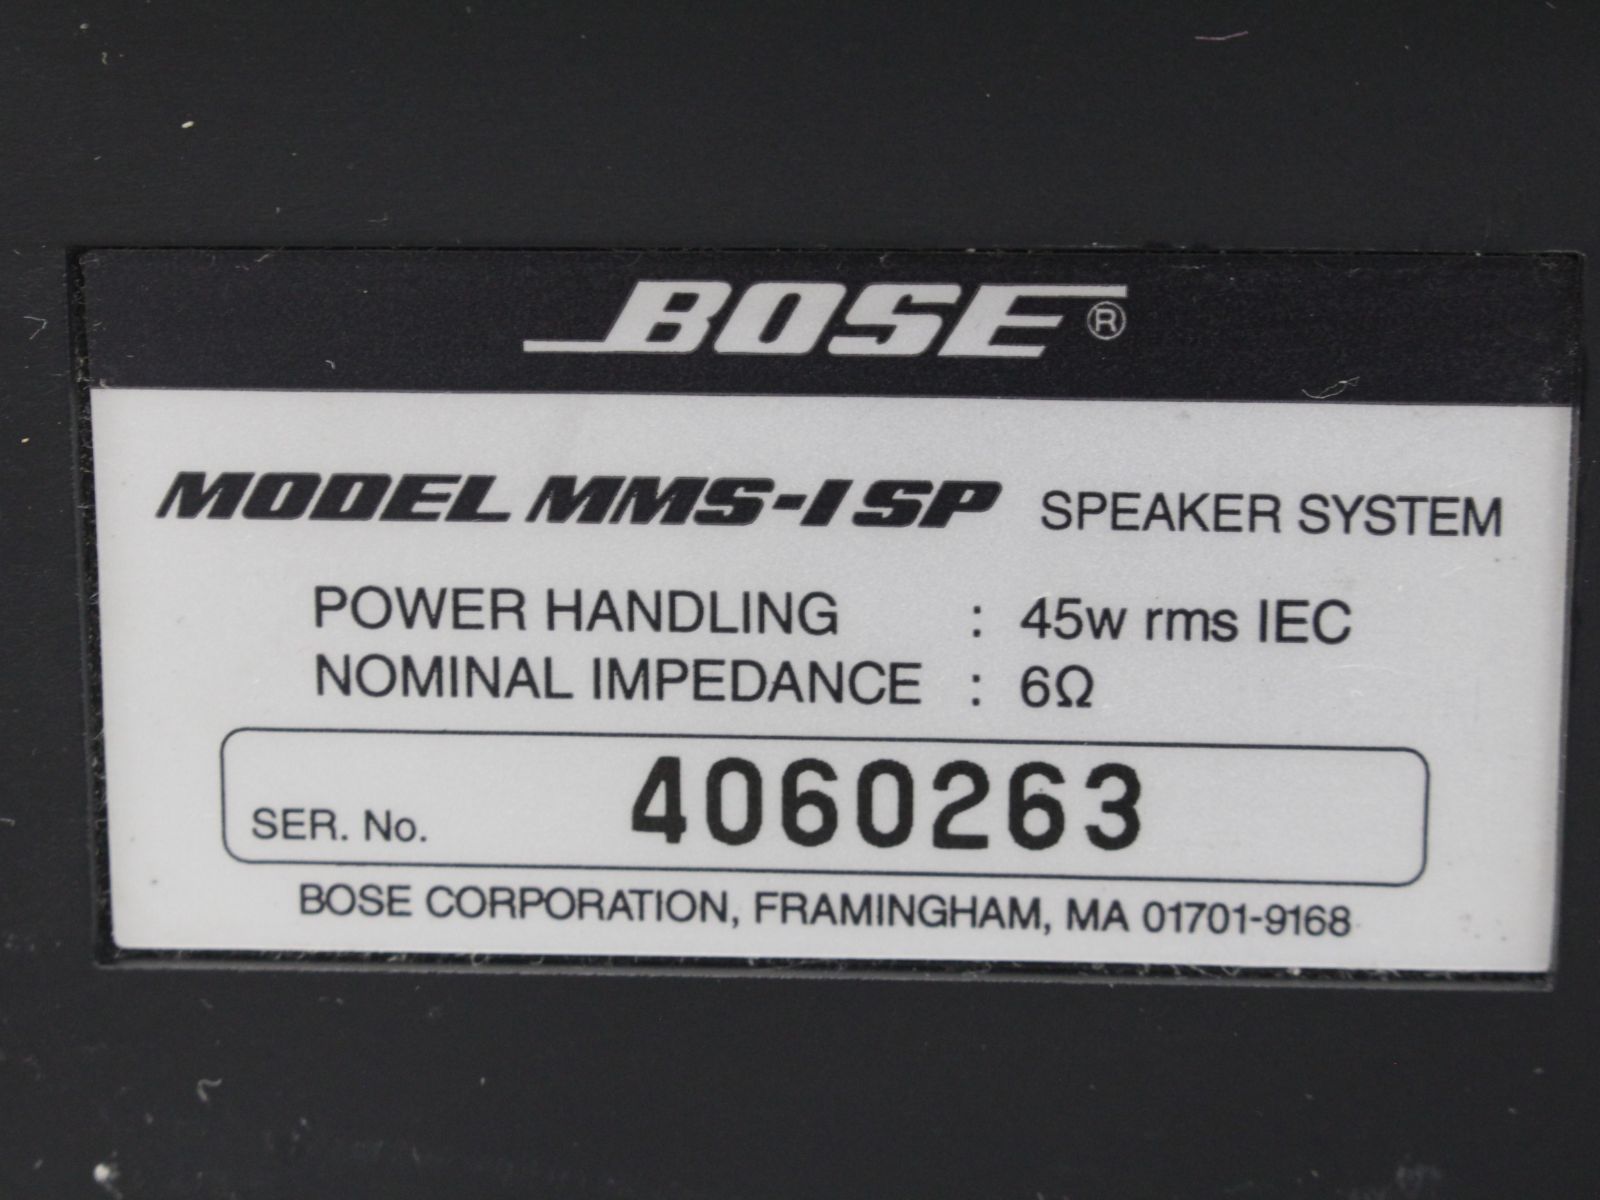 BOSE®
MODEL MMS-1SP SPEAKER SYSTEM
POWER HANDLING : 45w rms IEC
NOMINAL IMPEDANCE : 6Ω
SER. No. 4060263
BOSE CORPORATION, FRAMINGHAM, MA 01701-9168